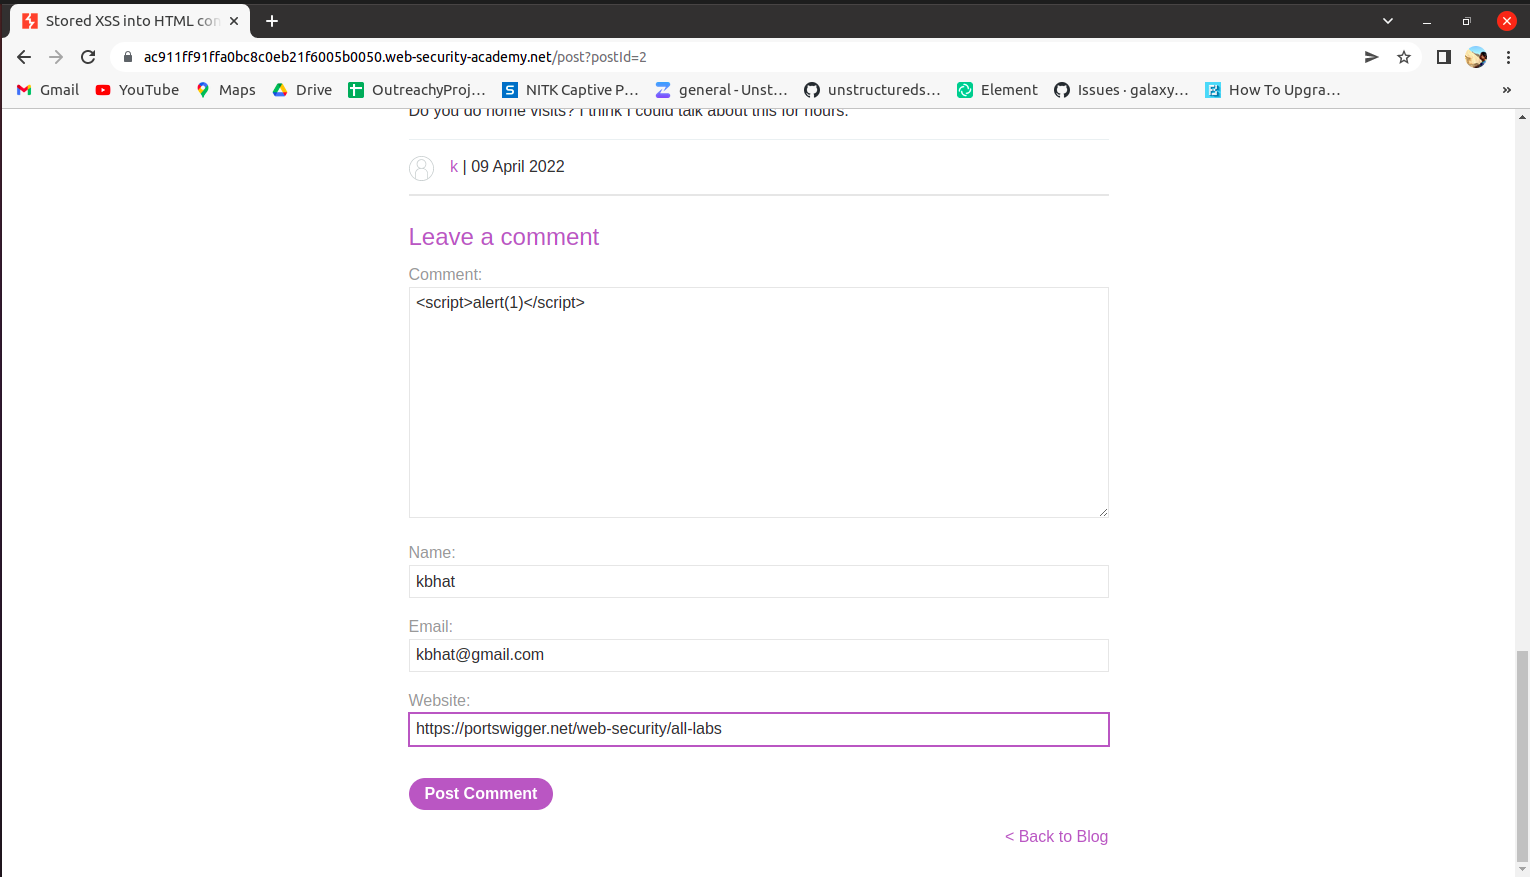 Stored XSS into HTML con
ac911ff91ffa0bc8c0eb21f6005b0050.web-security-academy.net/post?postId=2
Gmail YouTube Maps Drive OutreachyProj… NITK Captive P… general - Unst… unstructureds… Element Issues · galaxy… How To Upgra… »
Do you do home visits? I think I could talk about this for hours.
k | 09 April 2022
Leave a comment
Comment:
<script>alert(1)</script>
Name:
kbhat
Email:
kbhat@gmail.com
Website:
https://portswigger.net/web-security/all-labs
Post Comment
< Back to Blog